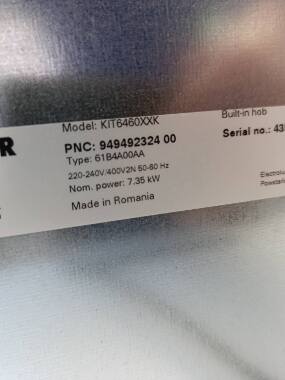 Model: KIT6460XXK
Built-in hob
PNC: 949492324 00
Serial no.: 43
Type: 61B4A00AA
220-240V/400V2N 50-60 Hz
Nom. power: 7.35 kW
Made in Romania
R
Electrolux